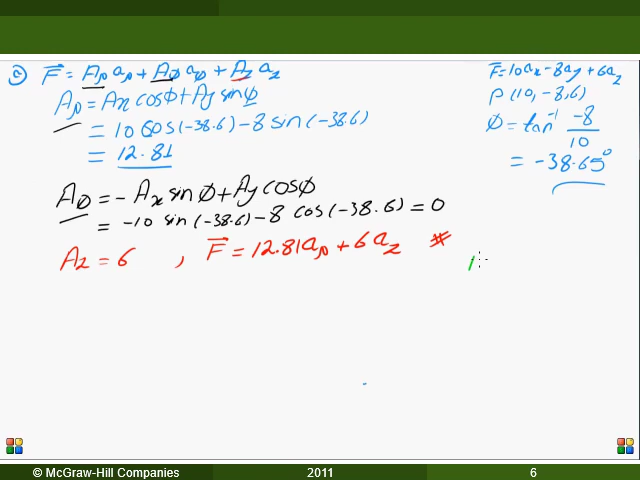 ⓐ F⃗ = Aρ aρ + Aφ aφ + Az az
Aρ = Ax cosφ + Ay sinφ
= 10 cos(-38.6) - 8 sin(-38.6)
= 12.81
F⃗ = 10ax - 8ay + 6az
P(10, -8, 6)
φ = tan⁻¹ -8/10
= -38.65°
Aφ = -Ax sinφ + Ay cosφ
= -10 sin(-38.6) - 8 cos(-38.6) = 0
Az = 6 , F⃗ = 12.81aρ + 6az #
© McGraw-Hill Companies 2011 6